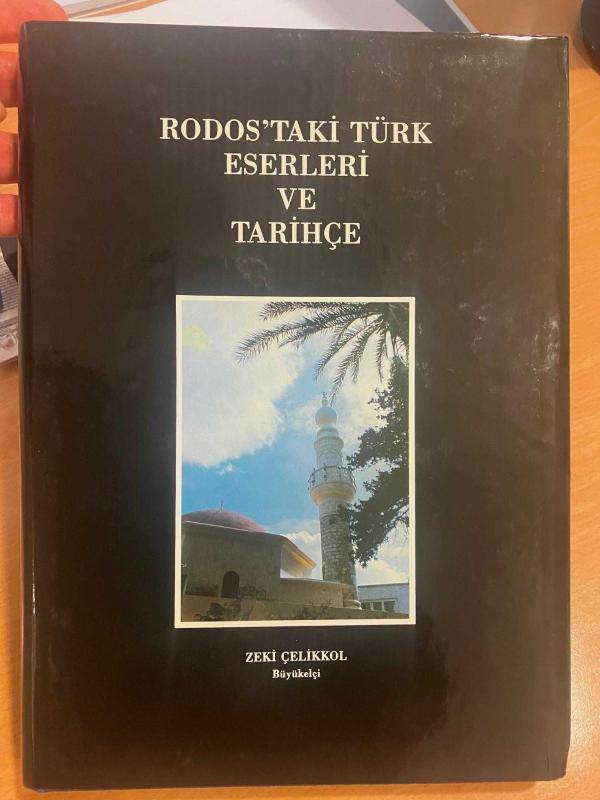 RODOS'TAKİ TÜRK
ESERLERİ
VE
TARİHÇE
ZEKİ ÇELİKKOL
Büyükelçi